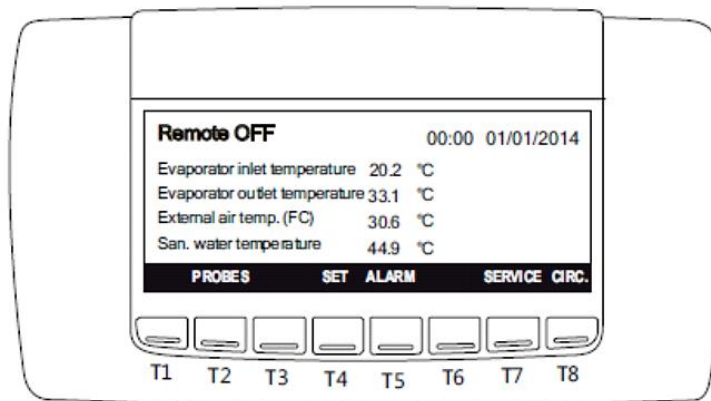 Remote OFF 00:00 01/01/2014
Evaporator inlet temperature 20.2 °C
Evaporator outlet temperature 33.1 °C
External air temp. (FC) 30.6 °C
San. water temperature 44.9 °C
PROBES SET ALARM SERVICE CIRC.
T1 T2 T3 T4 T5 T6 T7 T8